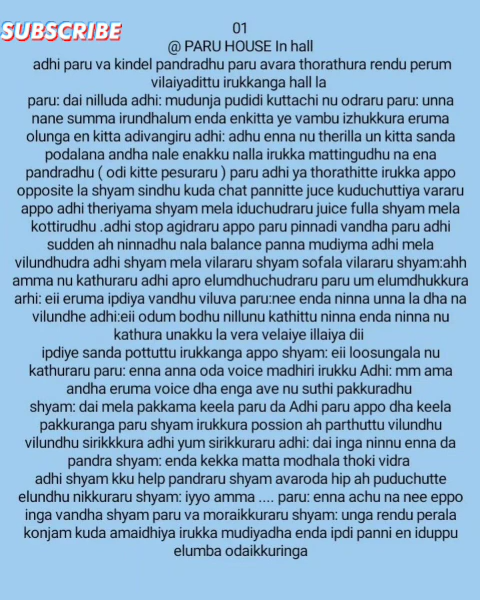 SUBSCRIBE
01
@ PARU HOUSE In hall
adhi paru va kindel pandradhu paru avara thorathura rendu perum
vilaiyadittu irukkanga hall la
paru: dai nilluda adhi: mudunja pudidi kuttachi nu odraru paru: unna
nane summa irundhalum enda enkitta ye vambu izhukkura eruma
olunga en kitta adivangiru adhi: adhu enna nu therilla un kitta sanda
podalana andha nale enakku nalla irukka mattingudhu na ena
pandradhu ( odi kitte pesuraru ) paru adhi ya thorathitte irukka appo
opposite la shyam sindhu kuda chat pannitte juce kuduchuttiya vararu
appo adhi theriyama shyam mela iduchudraru juice fulla shyam mela
kottirudhu .adhi stop agidraru appo paru pinnadi vandha paru adhi
sudden ah ninnadhu nala balance panna mudiyma adhi mela
vilundhudra adhi shyam mela vilararu shyam sofala vilararu shyam:ahh
amma nu kathuraru adhi apro elumdhuchudraru paru um elumdhukkura
arhi: eii eruma ipdiya vandhu viluva paru:nee enda ninna unna la dha na
vilundhe adhi:eii odum bodhu nillunu kathittu ninna enda ninna nu
kathura unakku la vera velaiye illaiya dii
ipdiye sanda pottuttu irukkanga appo shyam: eii loosungala nu
kathuraru paru: enna anna oda voice madhiri irukku Adhi: mm ama
andha eruma voice dha enga ave nu suthi pakkuradhu
shyam: dai mela pakkama keela paru da Adhi paru appo dha keela
pakkuranga paru shyam irukkura possion ah parthuttu vilundhu
vilundhu sirikkkura adhi yum sirikkuraru adhi: dai inga ninnu enna da
pandra shyam: enda kekka matta modhala thoki vidra
adhi shyam kku help pandraru shyam avaroda hip ah puduchutte
elundhu nikkuraru shyam: iyyo amma .... paru: enna achu na nee eppo
inga vandha shyam paru va moraikkuraru shyam: unga rendu perala
konjam kuda amaidhiya irukka mudiyadha enda ipdi panni en iduppu
elumba odaikkuringa